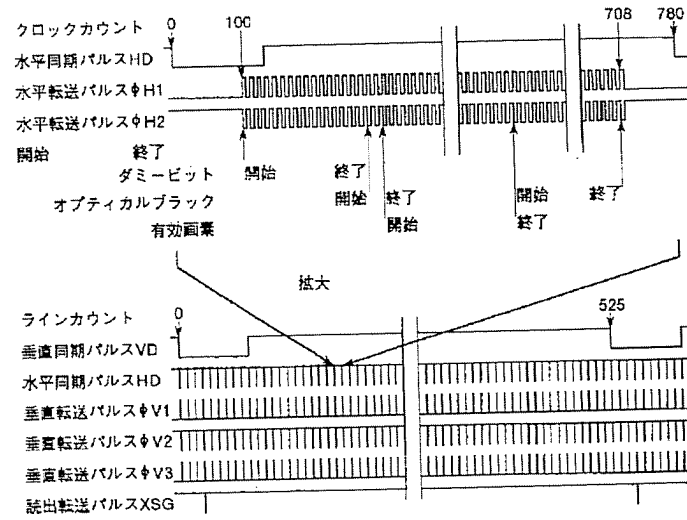 クロックカウント 0 100 708 780
水平同期パルスHD
水平転送パルスφH1
水平転送パルスφH2
開始 終了
ダミービット 開始 終了
オプティカルブラック 開始 終了 開始 終了
有効画素 開始 終了
拡大
ラインカウント 0 525
垂直同期パルスVD
水平同期パルスHD
垂直転送パルスφV1
垂直転送パルスφV2
垂直転送パルスφV3
読出転送パルスXSG